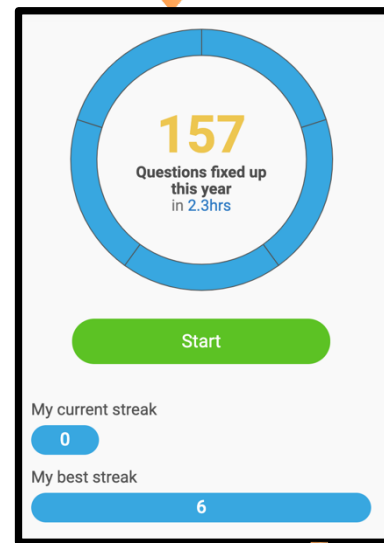 157
Questions fixed up
this year
in 2.3hrs
Start
My current streak
0
My best streak
6